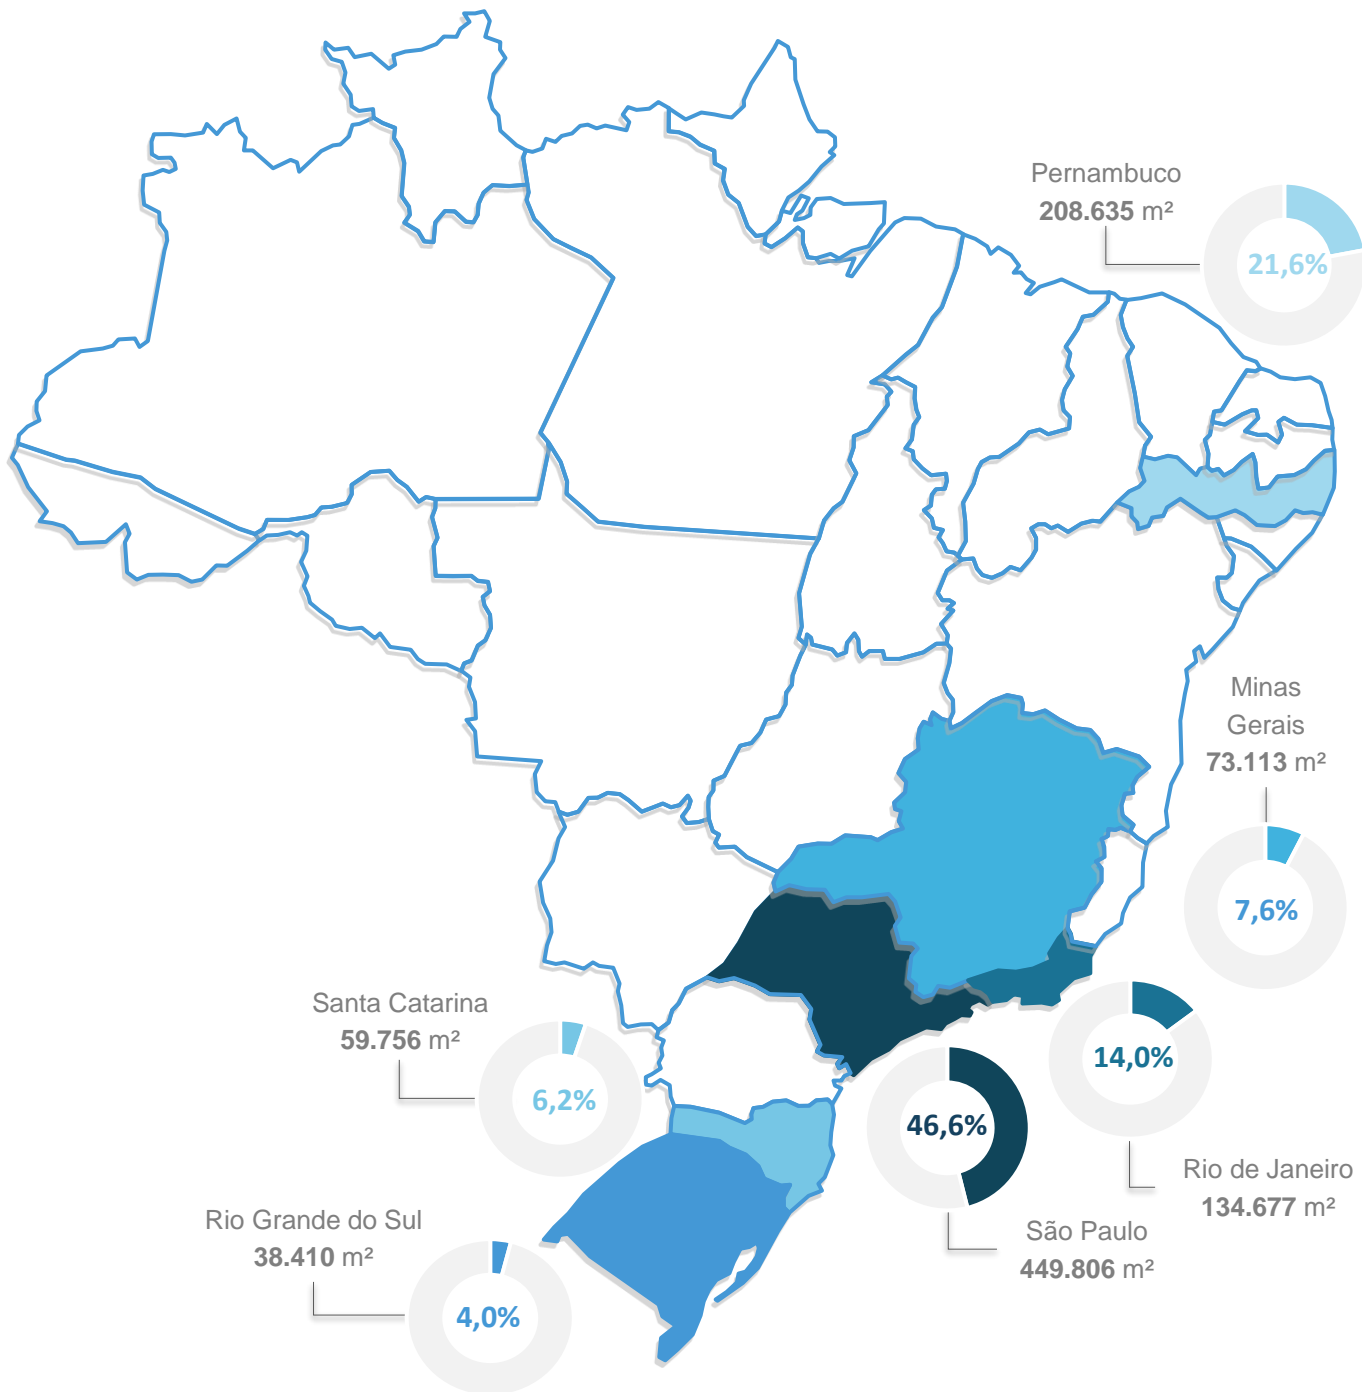 Pernambuco
208.635 m²
21,6%
Minas
Gerais
73.113 m²
7,6%
Santa Catarina
59.756 m²
6,2%
14,0%
46,6%
Rio de Janeiro
134.677 m²
Rio Grande do Sul
38.410 m²
São Paulo
449.806 m²
4,0%